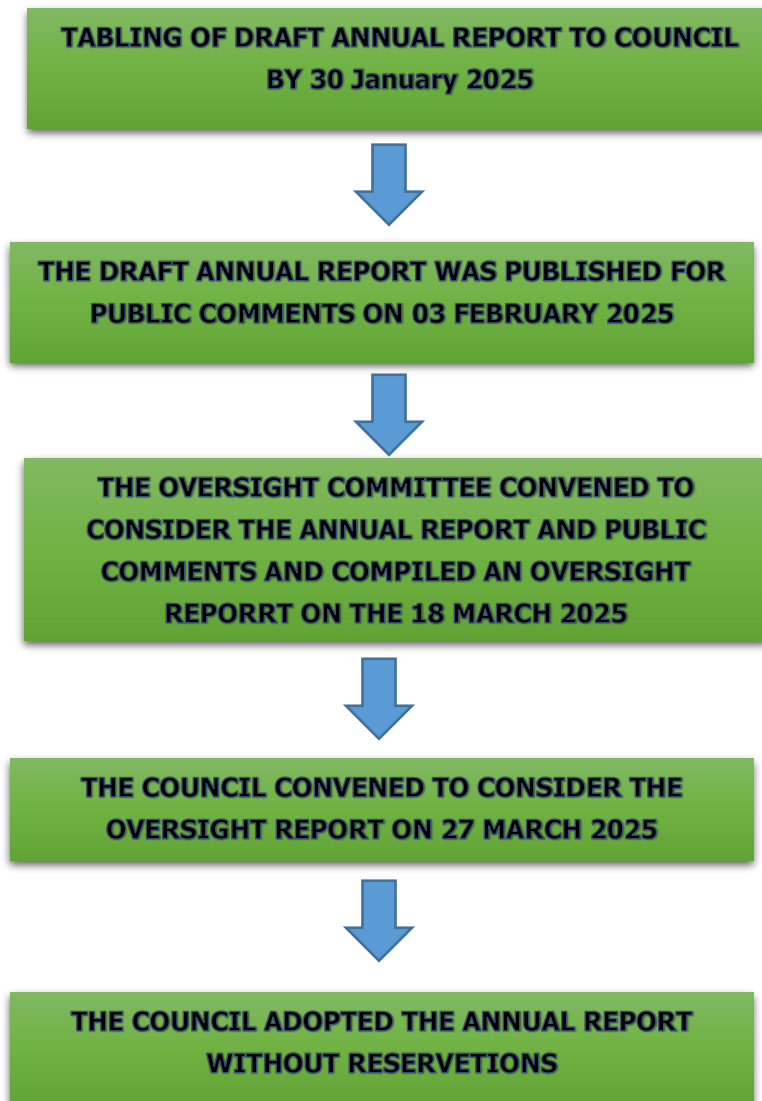 TABLING OF DRAFT ANNUAL REPORT TO COUNCIL
BY 30 January 2025
THE DRAFT ANNUAL REPORT WAS PUBLISHED FOR
PUBLIC COMMENTS ON 03 FEBRUARY 2025
THE OVERSIGHT COMMITTEE CONVENED TO
CONSIDER THE ANNUAL REPORT AND PUBLIC
COMMENTS AND COMPILED AN OVERSIGHT
REPORRT ON THE 18 MARCH 2025
THE COUNCIL CONVENED TO CONSIDER THE
OVERSIGHT REPORT ON 27 MARCH 2025
THE COUNCIL ADOPTED THE ANNUAL REPORT
WITHOUT RESERVETIONS